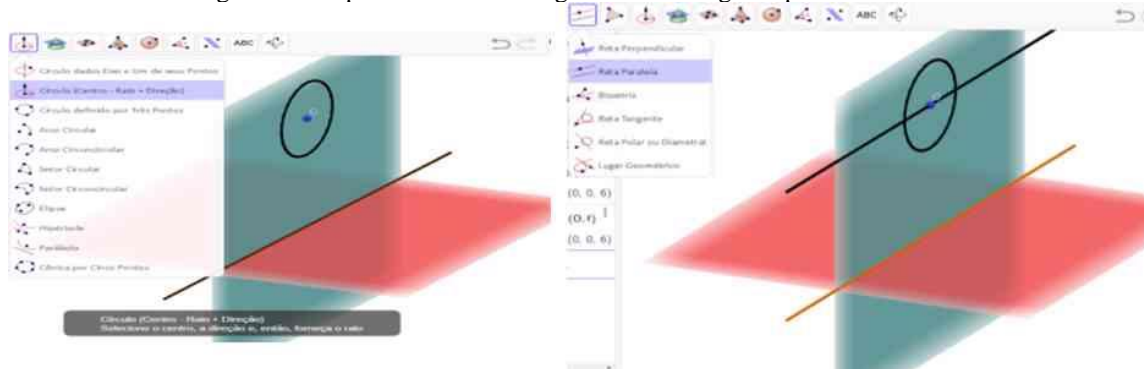 ABC
Círculo dados Eixo e Um de seus Pontos
Círculo (Centro - Raio + Direção)
Círculo definido por Três Pontos
Arco Circular
Arco Circuncircular
Setor Circular
Setor Circuncircular
Elipse
Hipérbole
Parábola
Cônica por Cinco Pontos
Círculo (Centro - Raio + Direção)
Selecione o centro, a direção e, então, forneça o raio
ABC
Reta Perpendicular
Reta Paralela
Bissetriz
Reta Tangente
Reta Polar ou Diametral
Lugar Geométrico
(0, 0, 6)
(O, r)
(0, 0, 6)